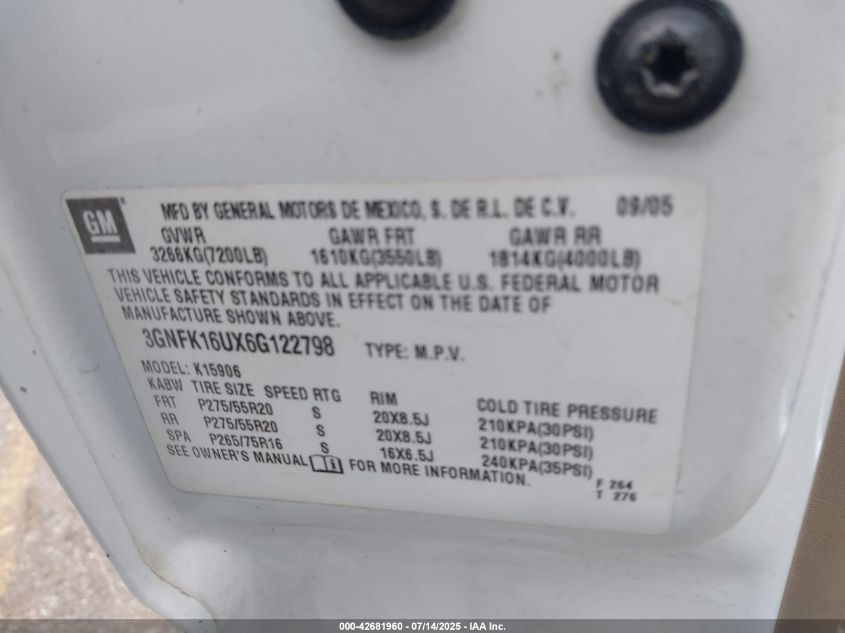 GM MFD BY GENERAL MOTORS DE MEXICO, S. DE R.L. DE C.V. 09/05
GVWR GAWR FRT GAWR RR
3266KG(7200LB) 1610KG(3550LB) 1814KG(4000LB)
THIS VEHICLE CONFORMS TO ALL APPLICABLE U.S. FEDERAL MOTOR
VEHICLE SAFETY STANDARDS IN EFFECT ON THE DATE OF
MANUFACTURE SHOWN ABOVE.
3GNFK16UX6G122798 TYPE: M.P.V.
MODEL: K15906
KABW TIRE SIZE SPEED RTG RIM COLD TIRE PRESSURE
FRT P275/55R20 S 20X8.5J 210KPA(30PSI)
RR P275/55R20 S 20X8.5J 210KPA(30PSI)
SPA P265/75R16 S 16X6.5J 240KPA(35PSI)
SEE OWNER'S MANUAL FOR MORE INFORMATION.
F 264
T 276
000-42681960 - 07/14/2025 - IAA Inc.